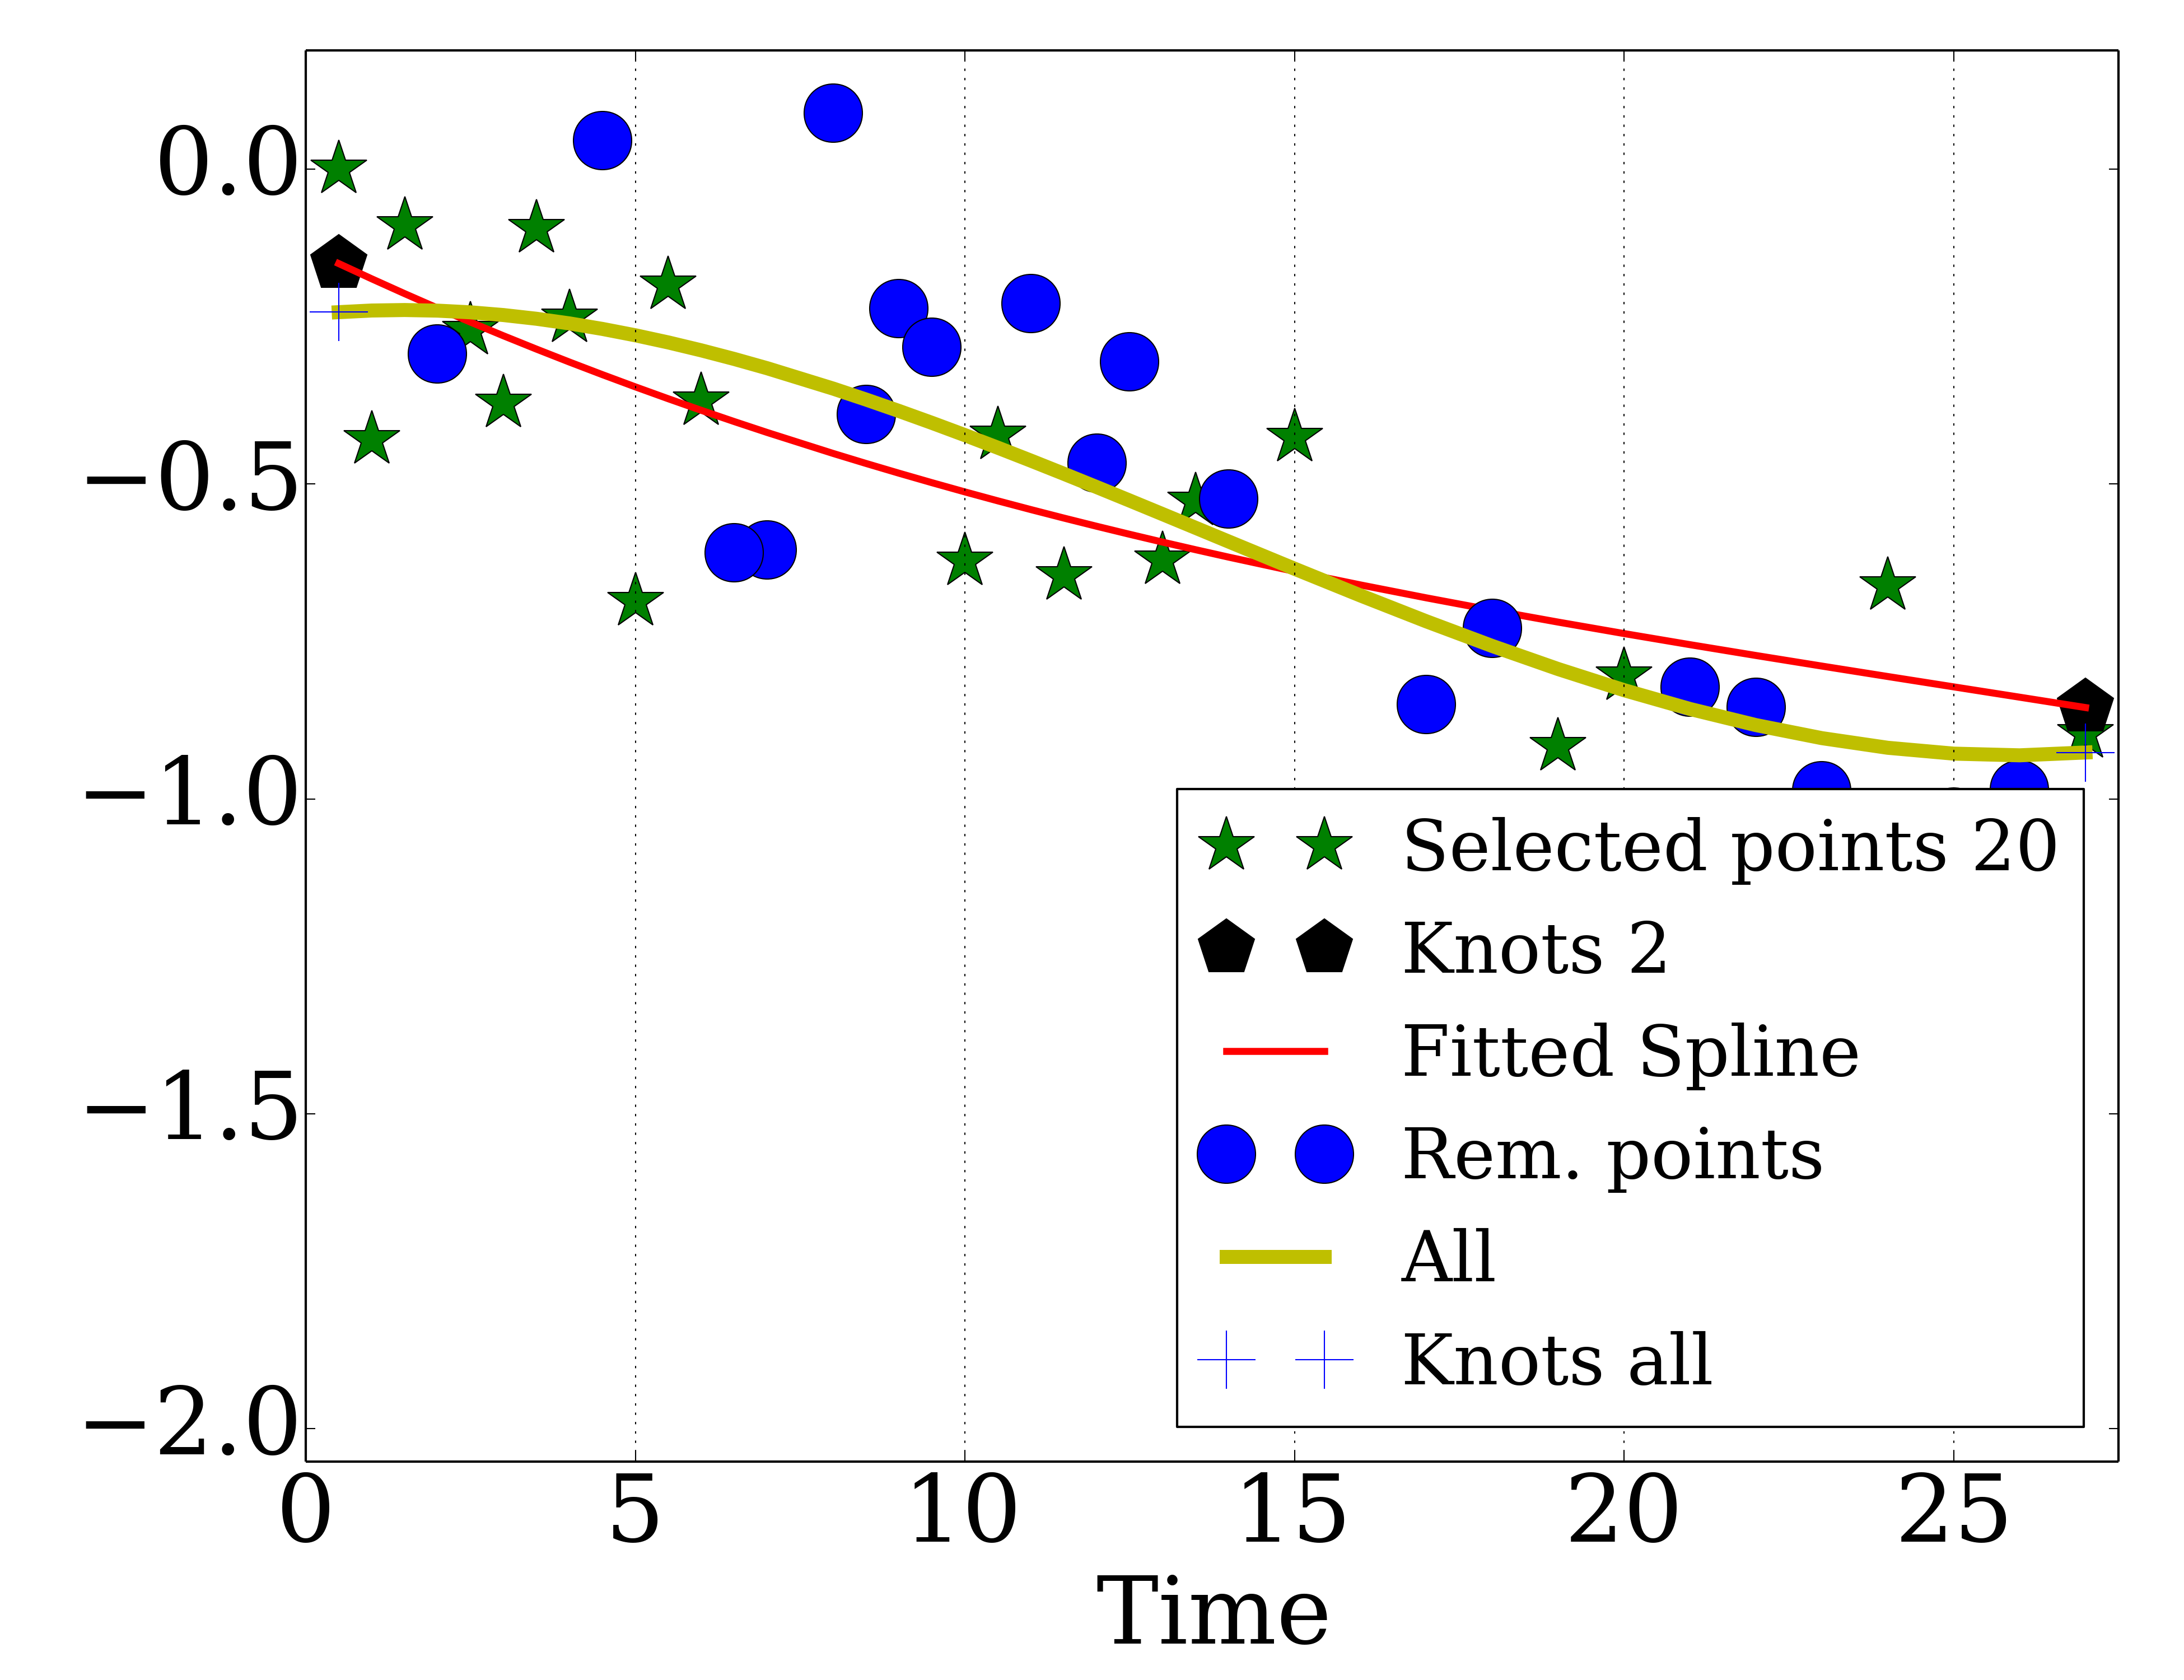 0.0
−0.5
−1.0
−1.5
−2.0
Selected points 20
Knots 2
Fitted Spline
Rem. points
All
Knots all
0 5 10 15 20 25
Time